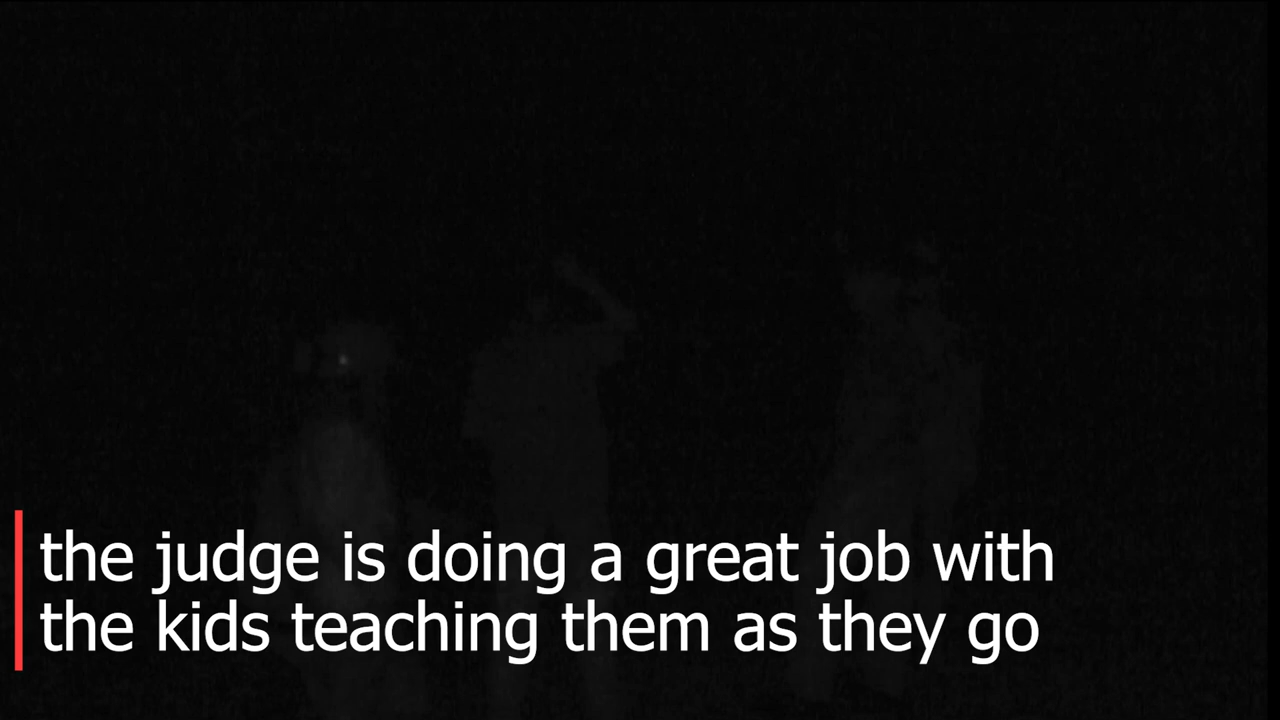 the judge is doing a great job with
the kids teaching them as they go